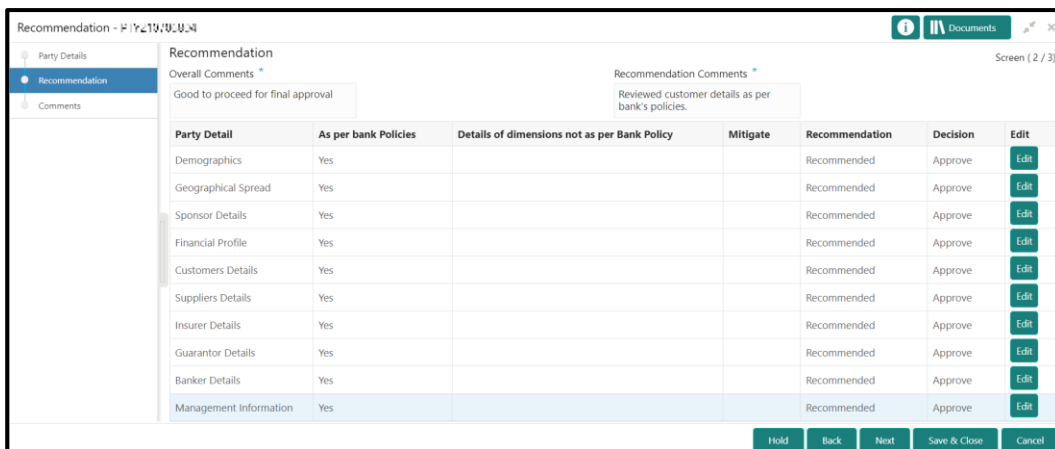 Recommendation -
Documents
Party Details
Recommendation
Comments
Recommendation
Screen ( 2 / 3)
Overall Comments *
Recommendation Comments *
Good to proceed for final approval
Reviewed customer details as per
bank's policies.
Party Detail As per bank Policies Details of dimensions not as per Bank Policy Mitigate Recommendation Decision Edit
Demographics Yes Recommended Approve Edit
Geographical Spread Yes Recommended Approve Edit
Sponsor Details Yes Recommended Approve Edit
Financial Profile Yes Recommended Approve Edit
Customers Details Yes Recommended Approve Edit
Suppliers Details Yes Recommended Approve Edit
Insurer Details Yes Recommended Approve Edit
Guarantor Details Yes Recommended Approve Edit
Banker Details Yes Recommended Approve Edit
Management Information Yes Recommended Approve Edit
Hold Back Next Save & Close Cancel